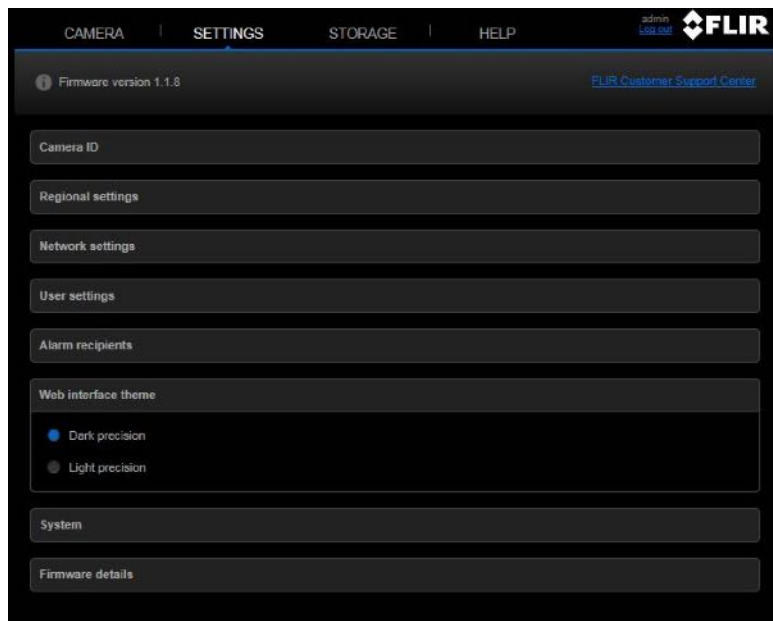 CAMERA | SETTINGS STORAGE | HELP
admin
Log out
FLIR
Firmware version 1.1.8
FLIR Customer Support Center
Camera ID
Regional settings
Network settings
User settings
Alarm recipients
Web interface theme
Dark precision
Light precision
System
Firmware details